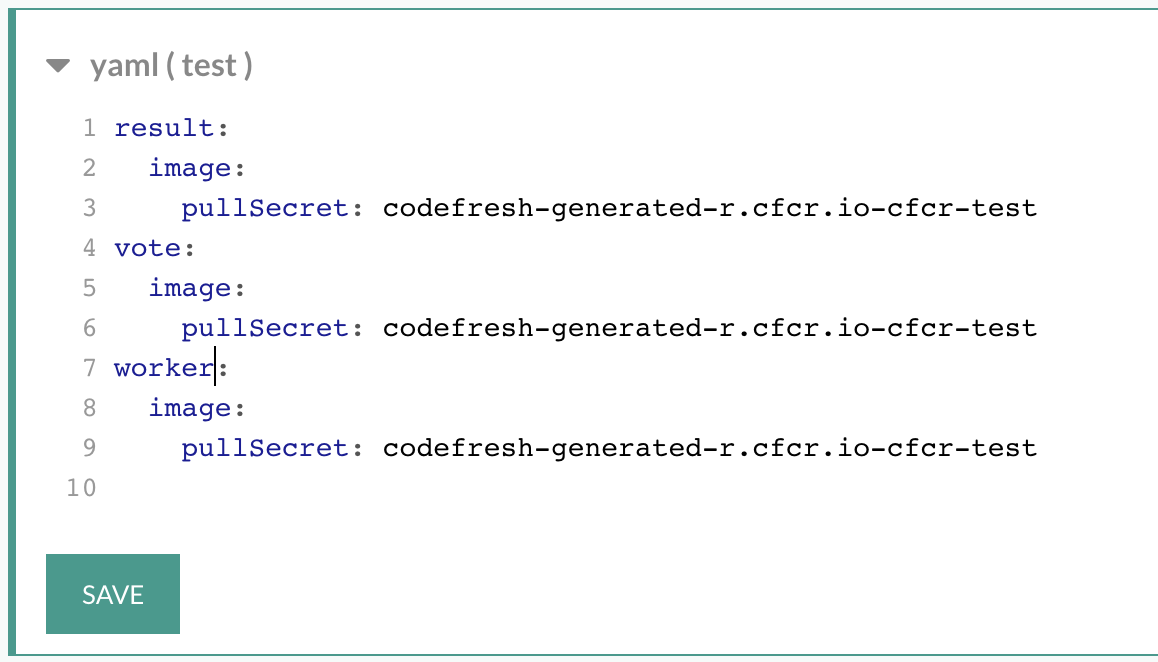 yaml ( test )
1 result:
2   image:
3     pullSecret: codefresh-generated-r.cfcr.io-cfcr-test
4 vote:
5   image:
6     pullSecret: codefresh-generated-r.cfcr.io-cfcr-test
7 worker:
8   image:
9     pullSecret: codefresh-generated-r.cfcr.io-cfcr-test
10
SAVE